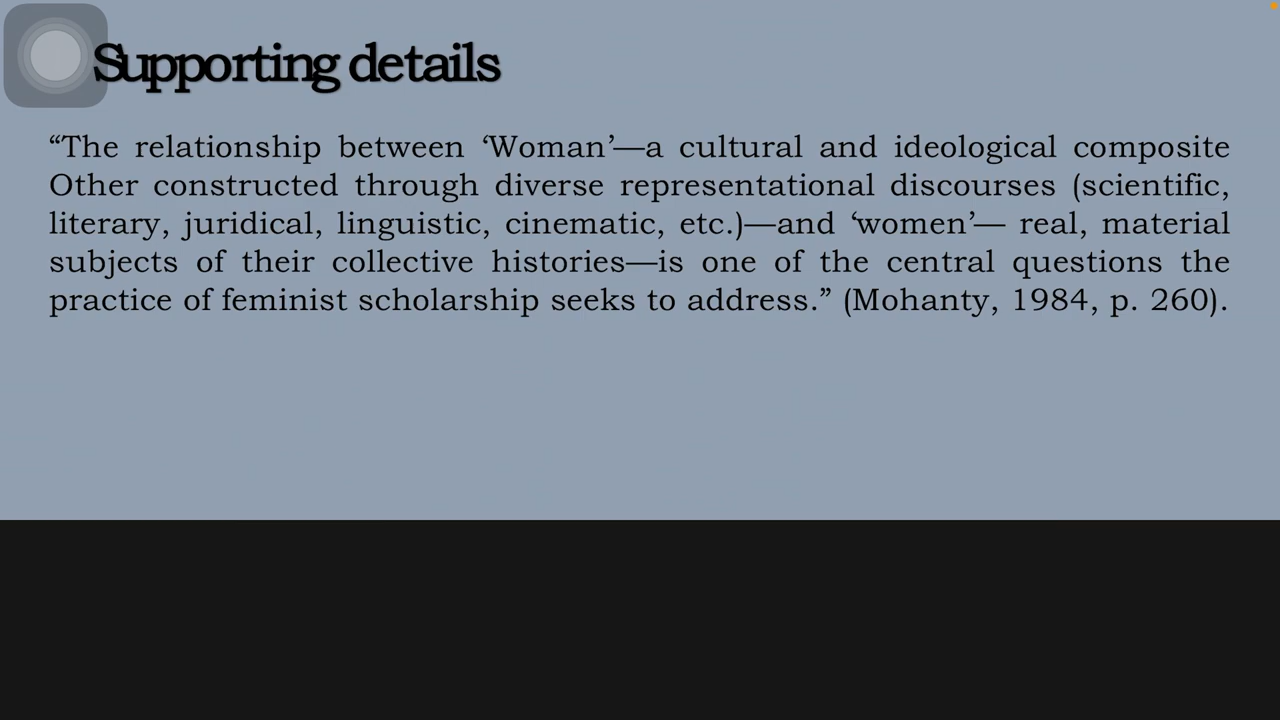 Supporting details
“The relationship between ‘Woman’—a cultural and ideological composite
Other constructed through diverse representational discourses (scientific,
literary, juridical, linguistic, cinematic, etc.)—and ‘women’— real, material
subjects of their collective histories—is one of the central questions the
practice of feminist scholarship seeks to address.” (Mohanty, 1984, p. 260).